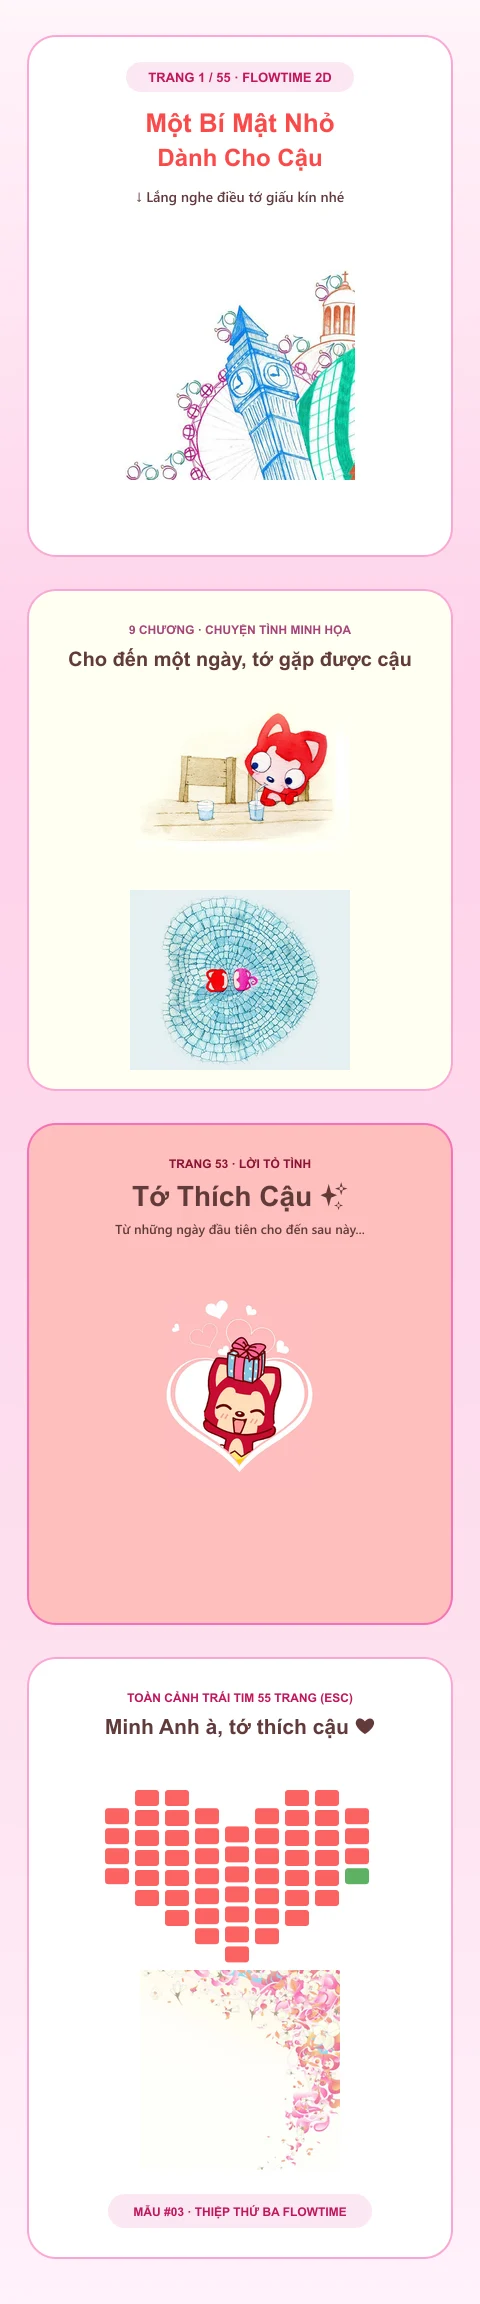 TRANG 1 / 55 · FLOWTIME 2D
Một Bí Mật Nhỏ
Dành Cho Cậu
↓ Lắng nghe điều tớ giấu kín nhé
9 CHƯƠNG · CHUYỆN TÌNH MINH HỌA
Cho đến một ngày, tớ gặp được cậu
TRANG 53 · LỜI TỎ TÌNH
Tớ Thích Cậu ✨
Từ những ngày đầu tiên cho đến sau này...
TOÀN CẢNH TRÁI TIM 55 TRANG (ESC)
Minh Anh à, tớ thích cậu ❤
MẪU #03 · THIỆP THỨ BA FLOWTIME